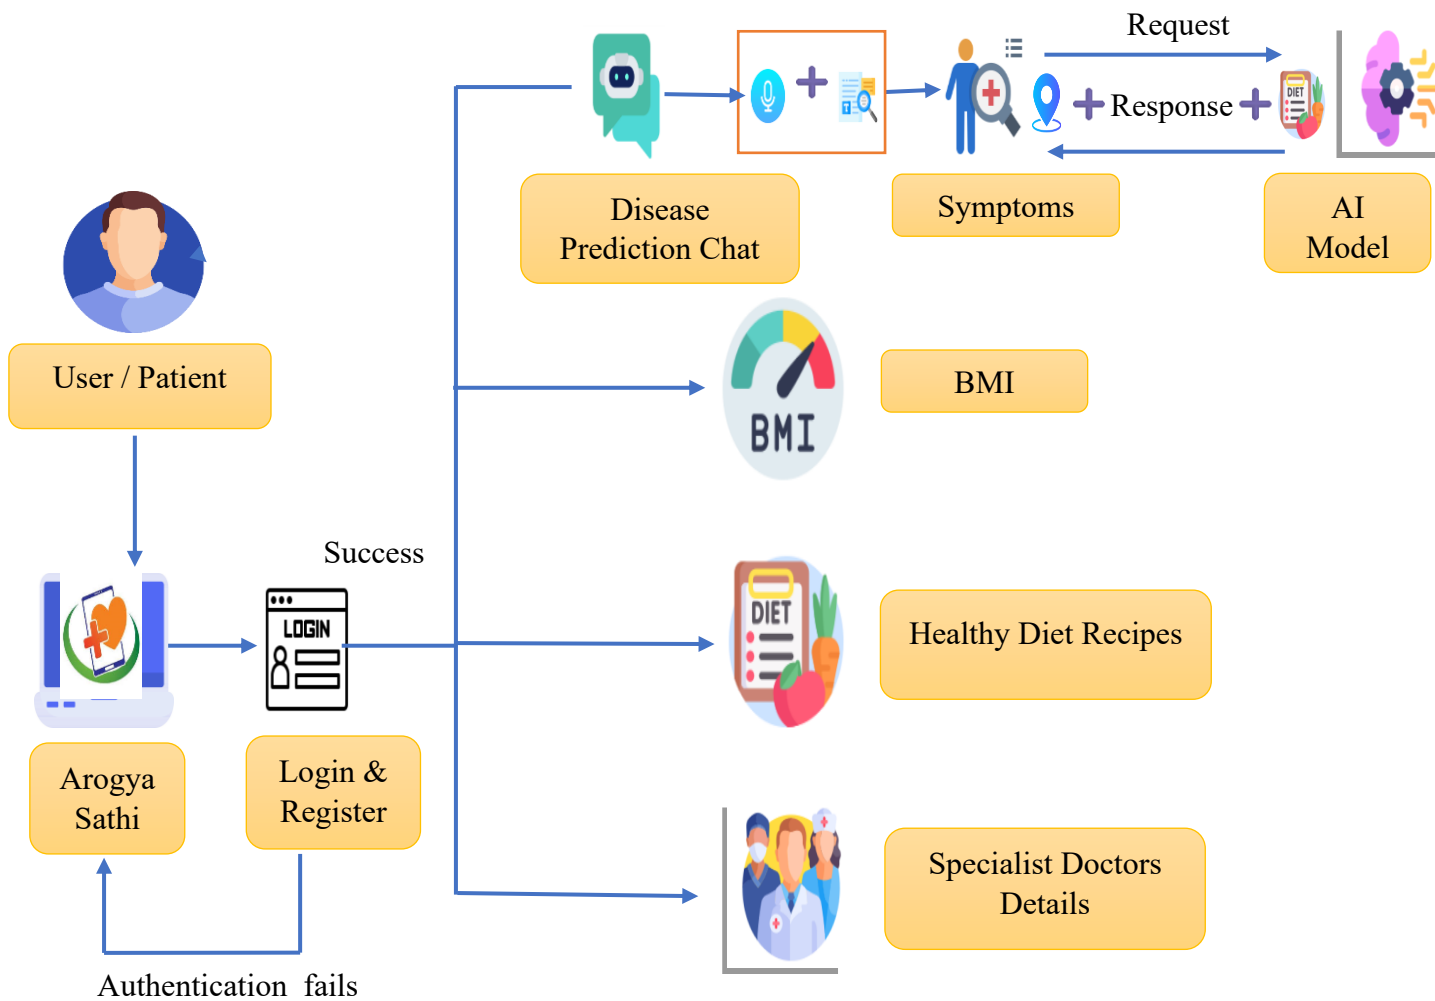 Request
DIET
Response
Disease
Prediction Chat
Symptoms
AI
Model
User / Patient
BMI
BMI
Success
LOGIN
DIET
Healthy Diet Recipes
Arogya
Sathi
Login &
Register
Specialist Doctors
Details
Authentication fails